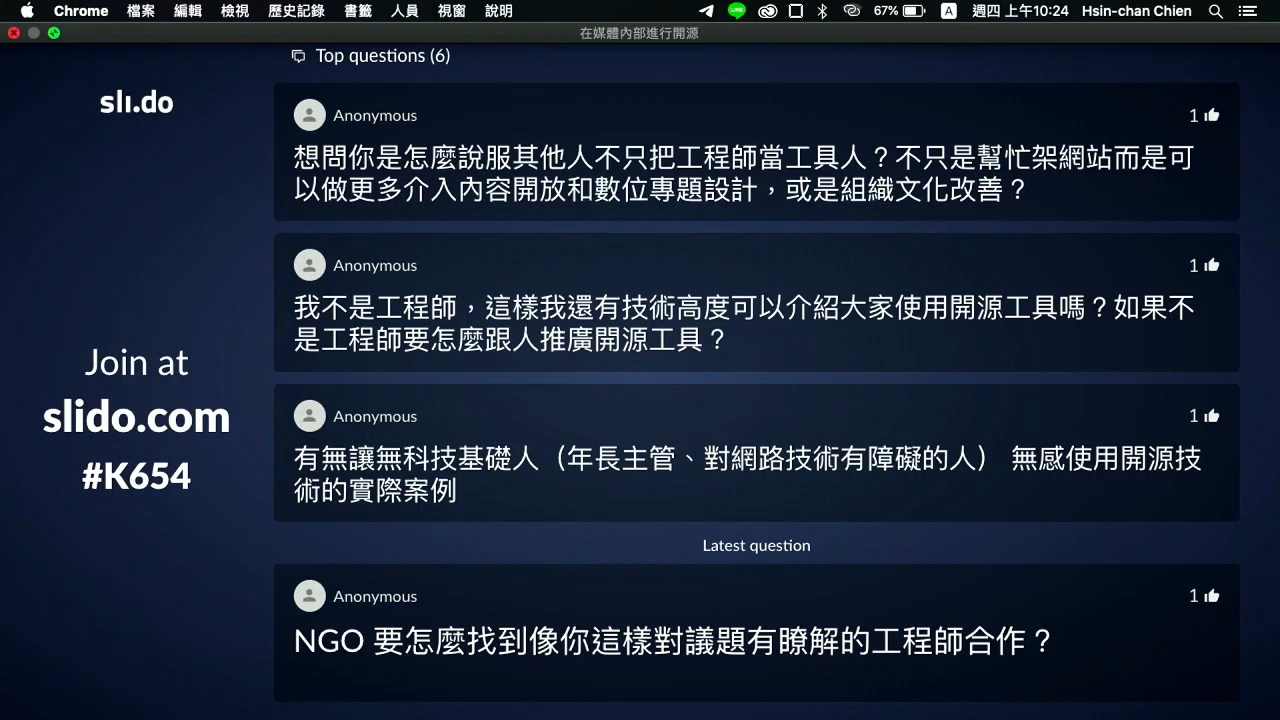 Chrome 檔案 編輯 檢視 歷史記錄 書籤 人員 視窗 說明 LINE 67% A 週四 上午10:24 Hsin-chan Chien
在媒體內部進行開源
Top questions (6)
sli.do
Anonymous 1
想問你是怎麼說服其他人不只把工程師當工具人？不只是幫忙架網站而是可
以做更多介入內容開放和數位專題設計，或是組織文化改善？
Anonymous 1
我不是工程師，這樣我還有技術高度可以介紹大家使用開源工具嗎？如果不
是工程師要怎麼跟人推廣開源工具？
Join at
slido.com
#K654
Anonymous 1
有無讓無科技基礎人（年長主管、對網路技術有障礙的人） 無感使用開源技
術的實際案例
Latest question
Anonymous 1
NGO 要怎麼找到像你這樣對議題有瞭解的工程師合作？